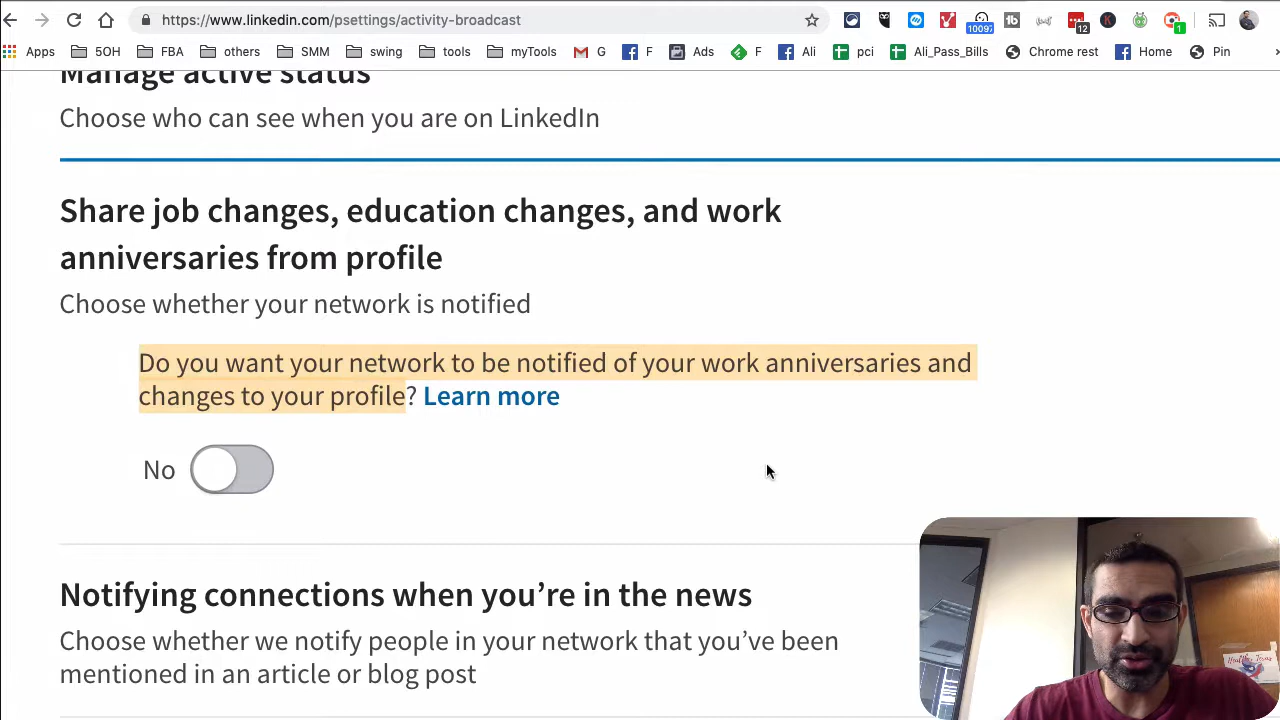 https://www.linkedin.com/psettings/activity-broadcast
10097
12
1
Apps 5OH FBA others SMM swing tools myTools G F Ads F Ali pci Ali_Pass_Bills Chrome rest Home Pin
Manage active status
Choose who can see when you are on LinkedIn
Share job changes, education changes, and work
anniversaries from profile
Choose whether your network is notified
Do you want your network to be notified of your work anniversaries and
changes to your profile? Learn more
No
Notifying connections when you’re in the news
Choose whether we notify people in your network that you’ve been
mentioned in an article or blog post